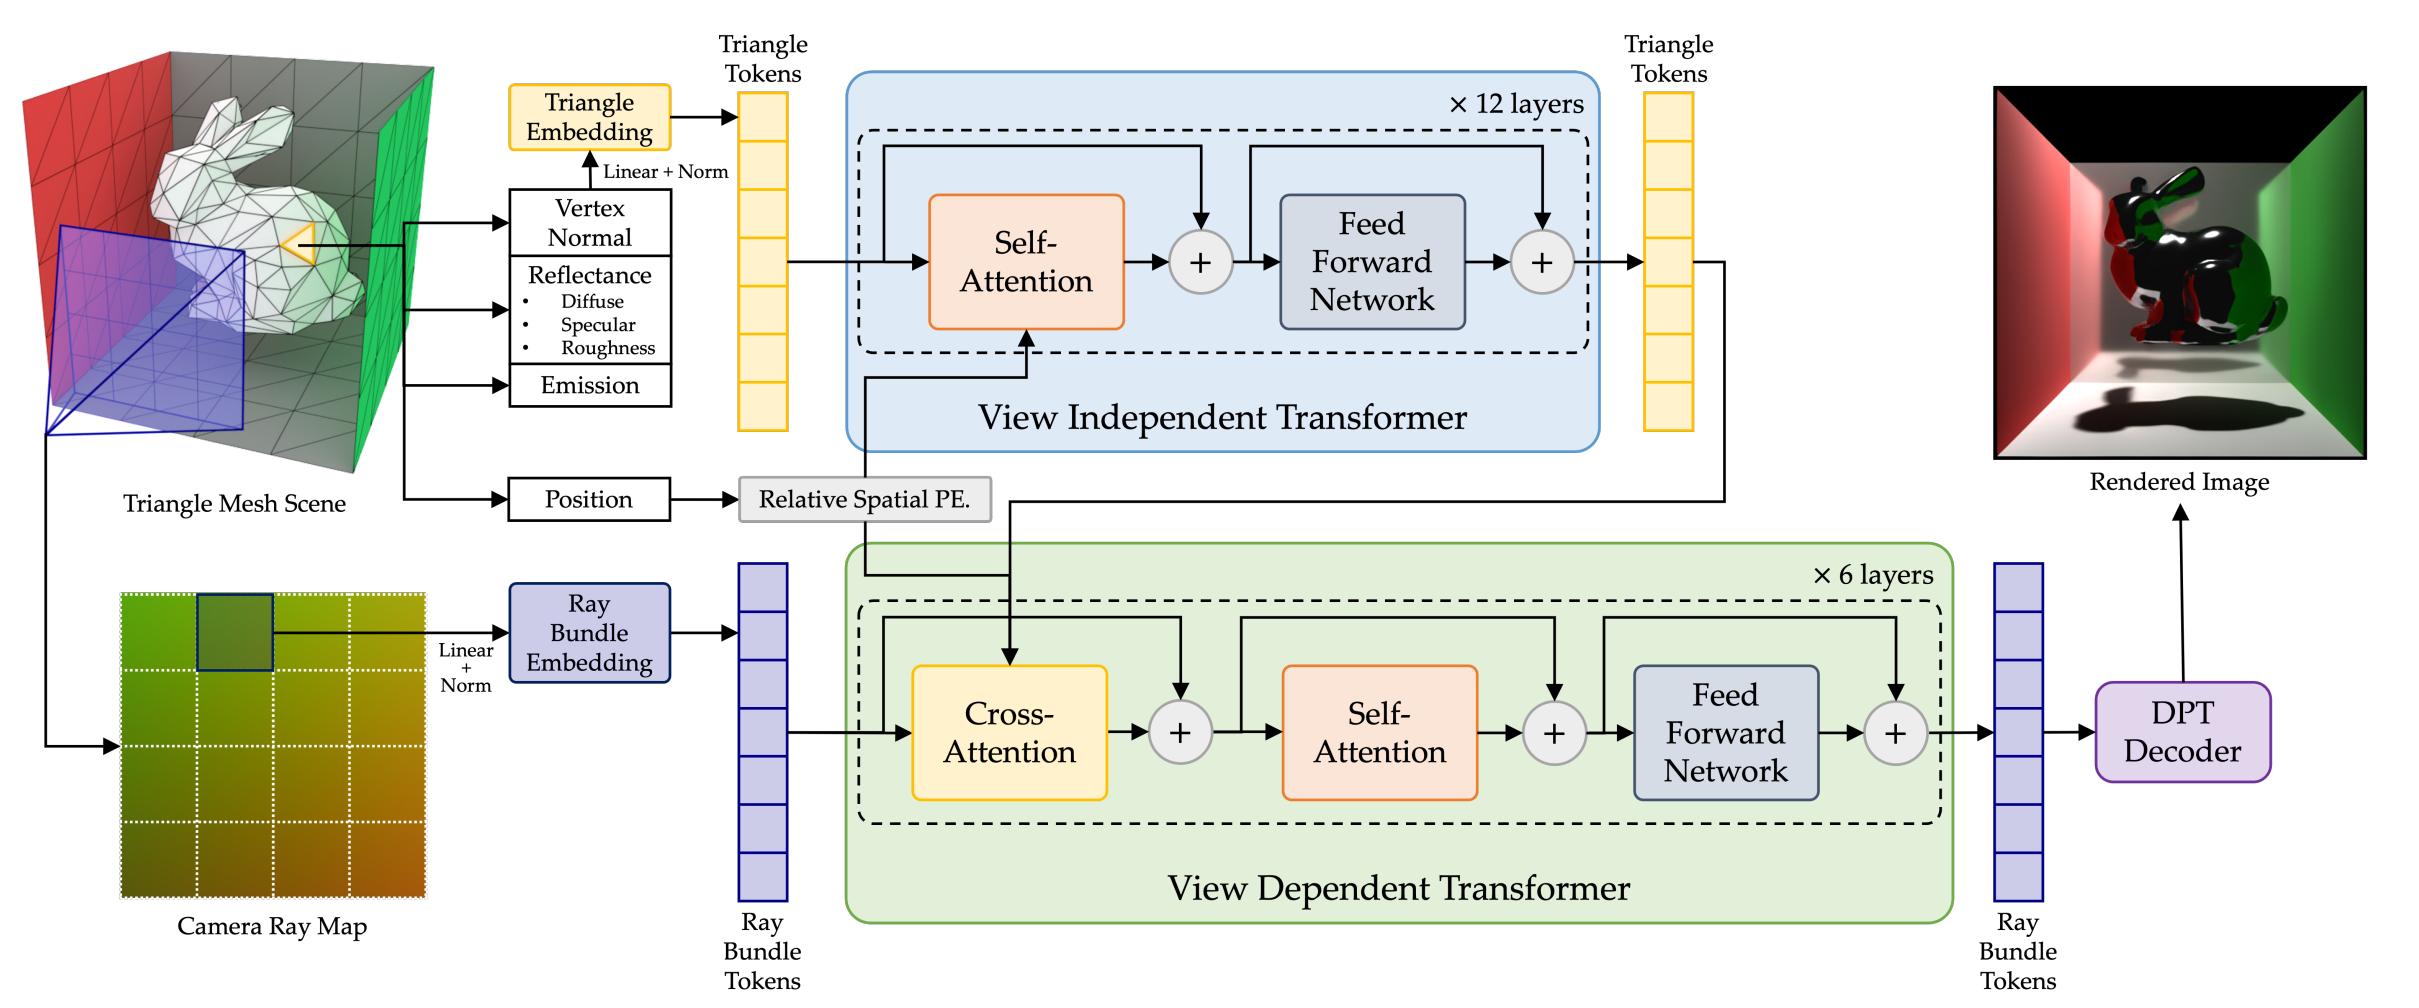 Triangle Mesh Scene
Triangle
Embedding
Linear + Norm
Vertex
Normal
Reflectance
• Diffuse
• Specular
• Roughness
Emission
Position
Relative Spatial PE.
Triangle
Tokens
× 12 layers
Self-
Attention
+
Feed
Forward
Network
+
View Independent Transformer
Triangle
Tokens
Camera Ray Map
Linear
+
Norm
Ray
Bundle
Embedding
Ray
Bundle
Tokens
× 6 layers
Cross-
Attention
+
Self-
Attention
+
Feed
Forward
Network
+
View Dependent Transformer
Ray
Bundle
Tokens
DPT
Decoder
Rendered Image